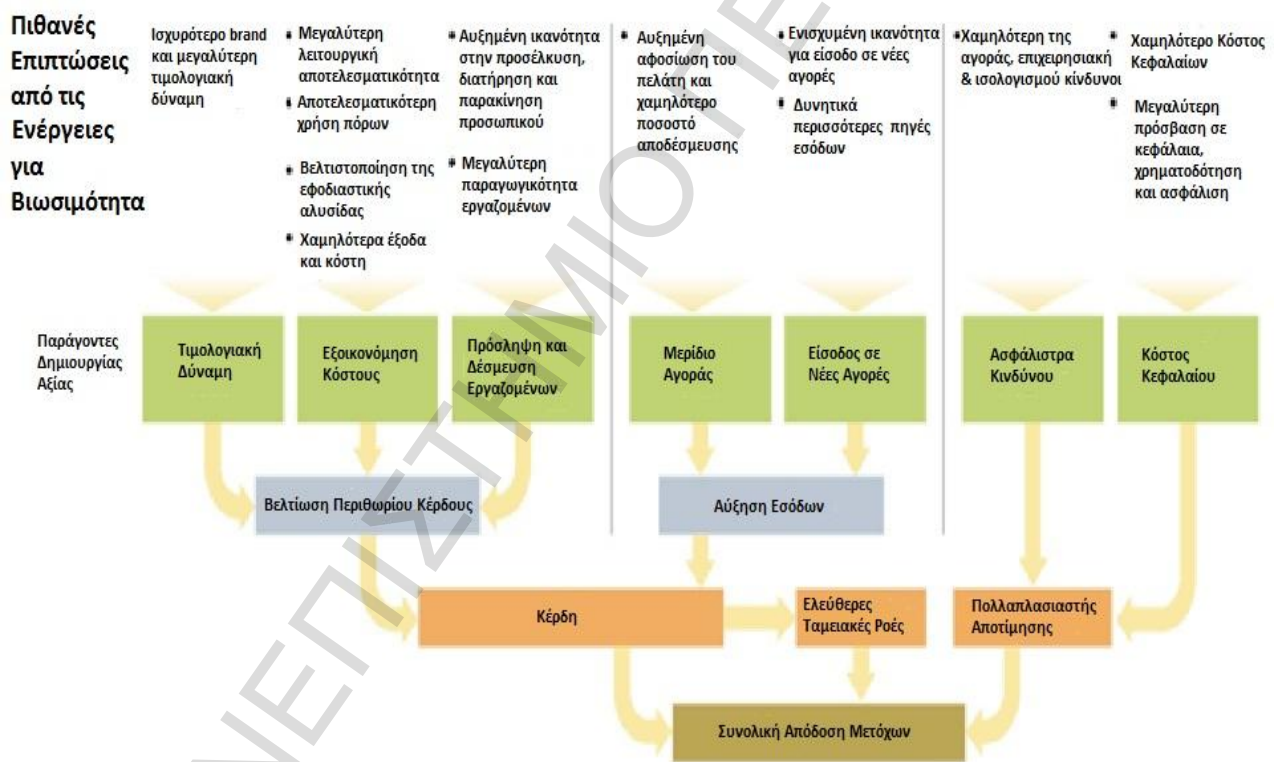 Πιθανές
Επιπτώσεις
από τις
Ενέργειες
για
Βιωσιμότητα
Ισχυρότερο brand
και μεγαλύτερη
τιμολογιακή
δύναμη
Μεγαλύτερη
λειτουργική
αποτελεσματικότητα
Αποτελεσματικότερη
χρήση πόρων
Βελτιστοποίηση της
εφοδιαστικής
αλυσίδας
Χαμηλότερα έξοδα
και κόστη
Αυξημένη ικανότητα
στην προσέλκυση,
διατήρηση και
παρακίνηση
προσωπικού
Μεγαλύτερη
παραγωγικότητα
εργαζομένων
Αυξημένη
αφοσίωση του
πελάτη και
χαμηλότερο
ποσοστό
αποδέσμευσης
Ενισχυμένη ικανότητα
για είσοδο σε νέες
αγορές
Δυνητικά
περισσότερες πηγές
εσόδων
Χαμηλότερη της
αγοράς, επιχειρησιακή
& ισολογισμού κίνδυνοι
Χαμηλότερο Κόστος
Κεφαλαίων
Μεγαλύτερη
πρόσβαση σε
κεφάλαια,
χρηματοδότηση
και ασφάλιση
Παράγοντες
Δημιουργίας
Αξίας
Τιμολογιακή
Δύναμη
Εξοικονόμηση
Κόστους
Πρόσληψη και
Δέσμευση
Εργαζομένων
Μερίδιο
Αγοράς
Είσοδος σε
Νέες Αγορές
Ασφάλιστρα
Κινδύνου
Κόστος
Κεφαλαίου
Βελτίωση Περιθωρίου Κέρδους
Αύξηση Εσόδων
Κέρδη
Ελεύθερες
Ταμειακές Ροές
Πολλαπλασιαστής
Αποτίμησης
Συνολική Απόδοση Μετόχων
ΝΕΠΙΣΤΗΜΙΟ ΠΕ